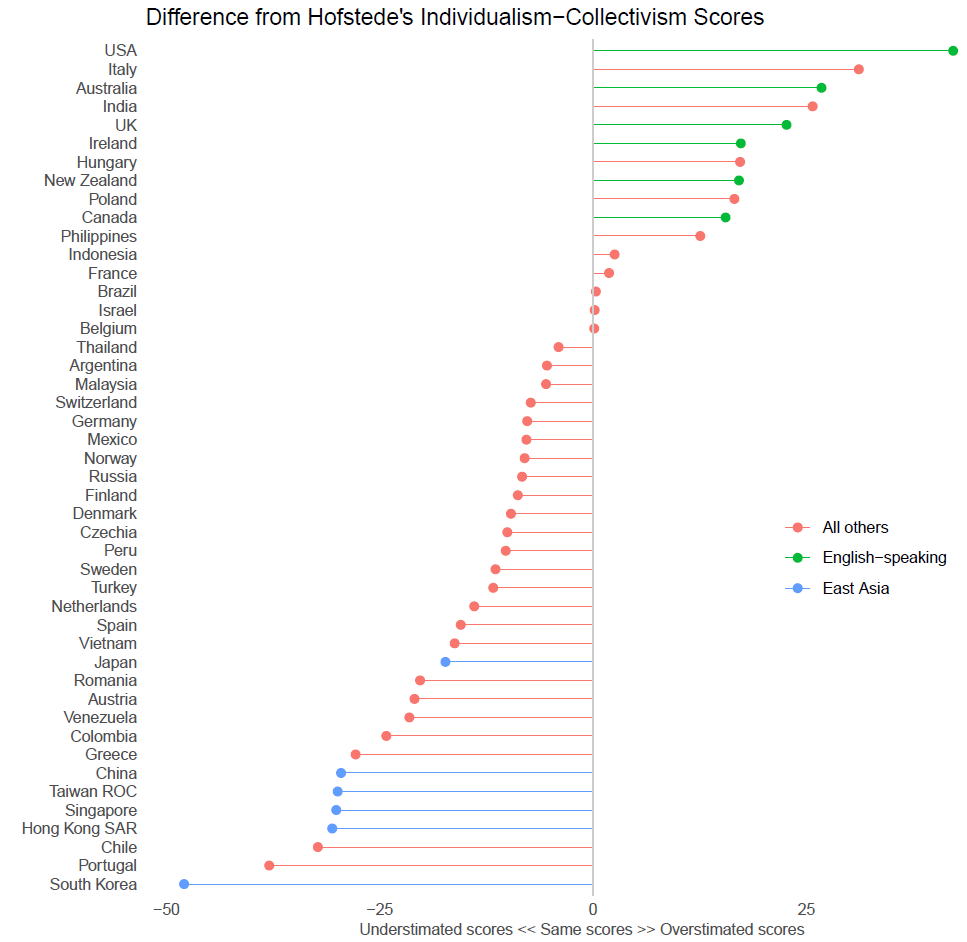 Difference from Hofstede's Individualism−Collectivism Scores
USA
Italy
Australia
India
UK
Ireland
Hungary
New Zealand
Poland
Canada
Philippines
Indonesia
France
Brazil
Israel
Belgium
Thailand
Argentina
Malaysia
Switzerland
Germany
Mexico
Norway
Russia
Finland
Denmark
Czechia
Peru
Sweden
Turkey
Netherlands
Spain
Vietnam
Japan
Romania
Austria
Venezuela
Colombia
Greece
China
Taiwan ROC
Singapore
Hong Kong SAR
Chile
Portugal
South Korea
All others
English−speaking
East Asia
−50 −25 0 25
Understimated scores << Same scores >> Overstimated scores